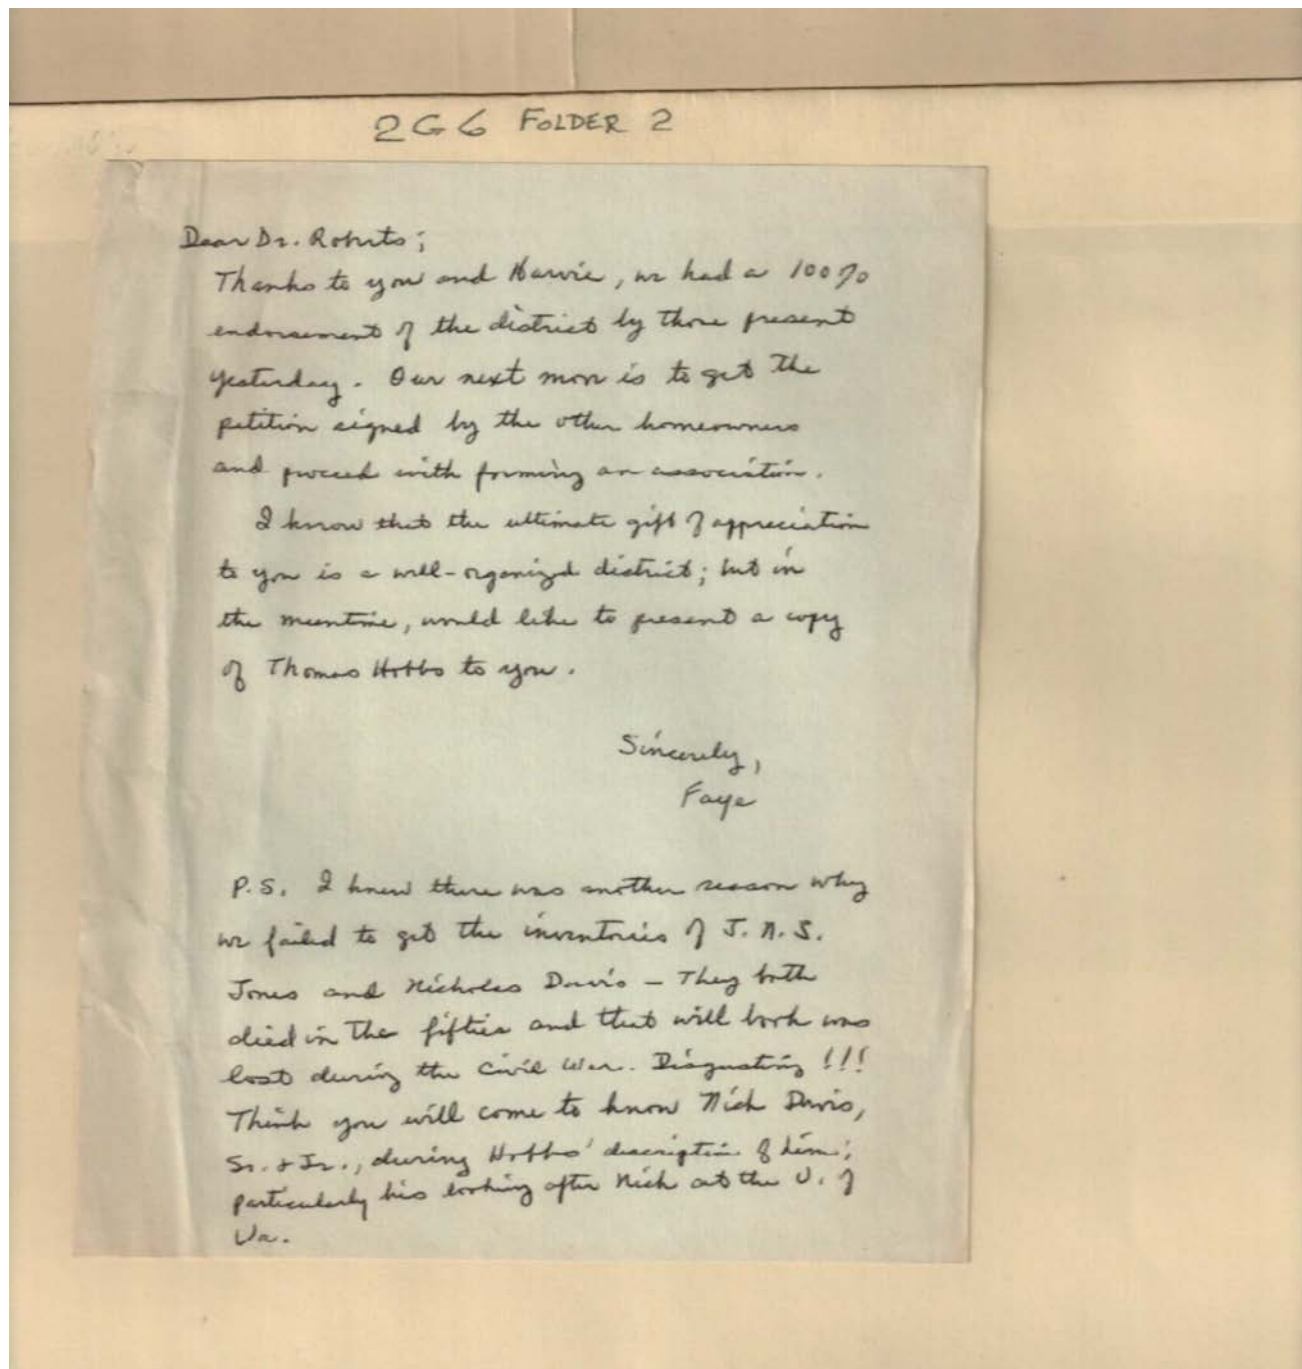 2G6 FOLDER 2
Dear Dr. Roberts;
Thanks to you and Harvie, we had a 100%
endorsement of the district by those present
yesterday. Our next move is to get the
petition signed by the other homeowners
and proceed with forming an association.
I know that the ultimate gift of appreciation
to you is a well-organized district; but in
the meantime, would like to present a copy
of Thomas Hobbs to you.
Sincerely,
Faye
P.S. I knew there was another reason why
we failed to get the inventories of J. N. S.
Jones and Nicholas Davis - They both
died in the fifties and that will book was
lost during the Civil War. Disgusting!!!
Think you will come to know Nick Davis,
Sr. & Jr., during Hobbs' description of him;
particularly his looking after Nick at the U. of
Va.